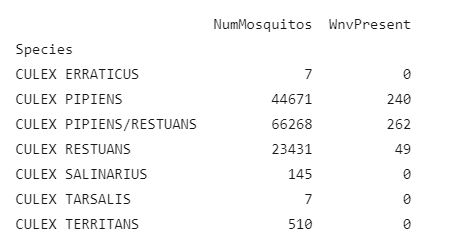 NumMosquitos WnvPresent
Species
CULEX ERRATICUS 7 0
CULEX PIPIENS 44671 240
CULEX PIPIENS/RESTUANS 66268 262
CULEX RESTUANS 23431 49
CULEX SALINARIUS 145 0
CULEX TARSALIS 7 0
CULEX TERRITANS 510 0